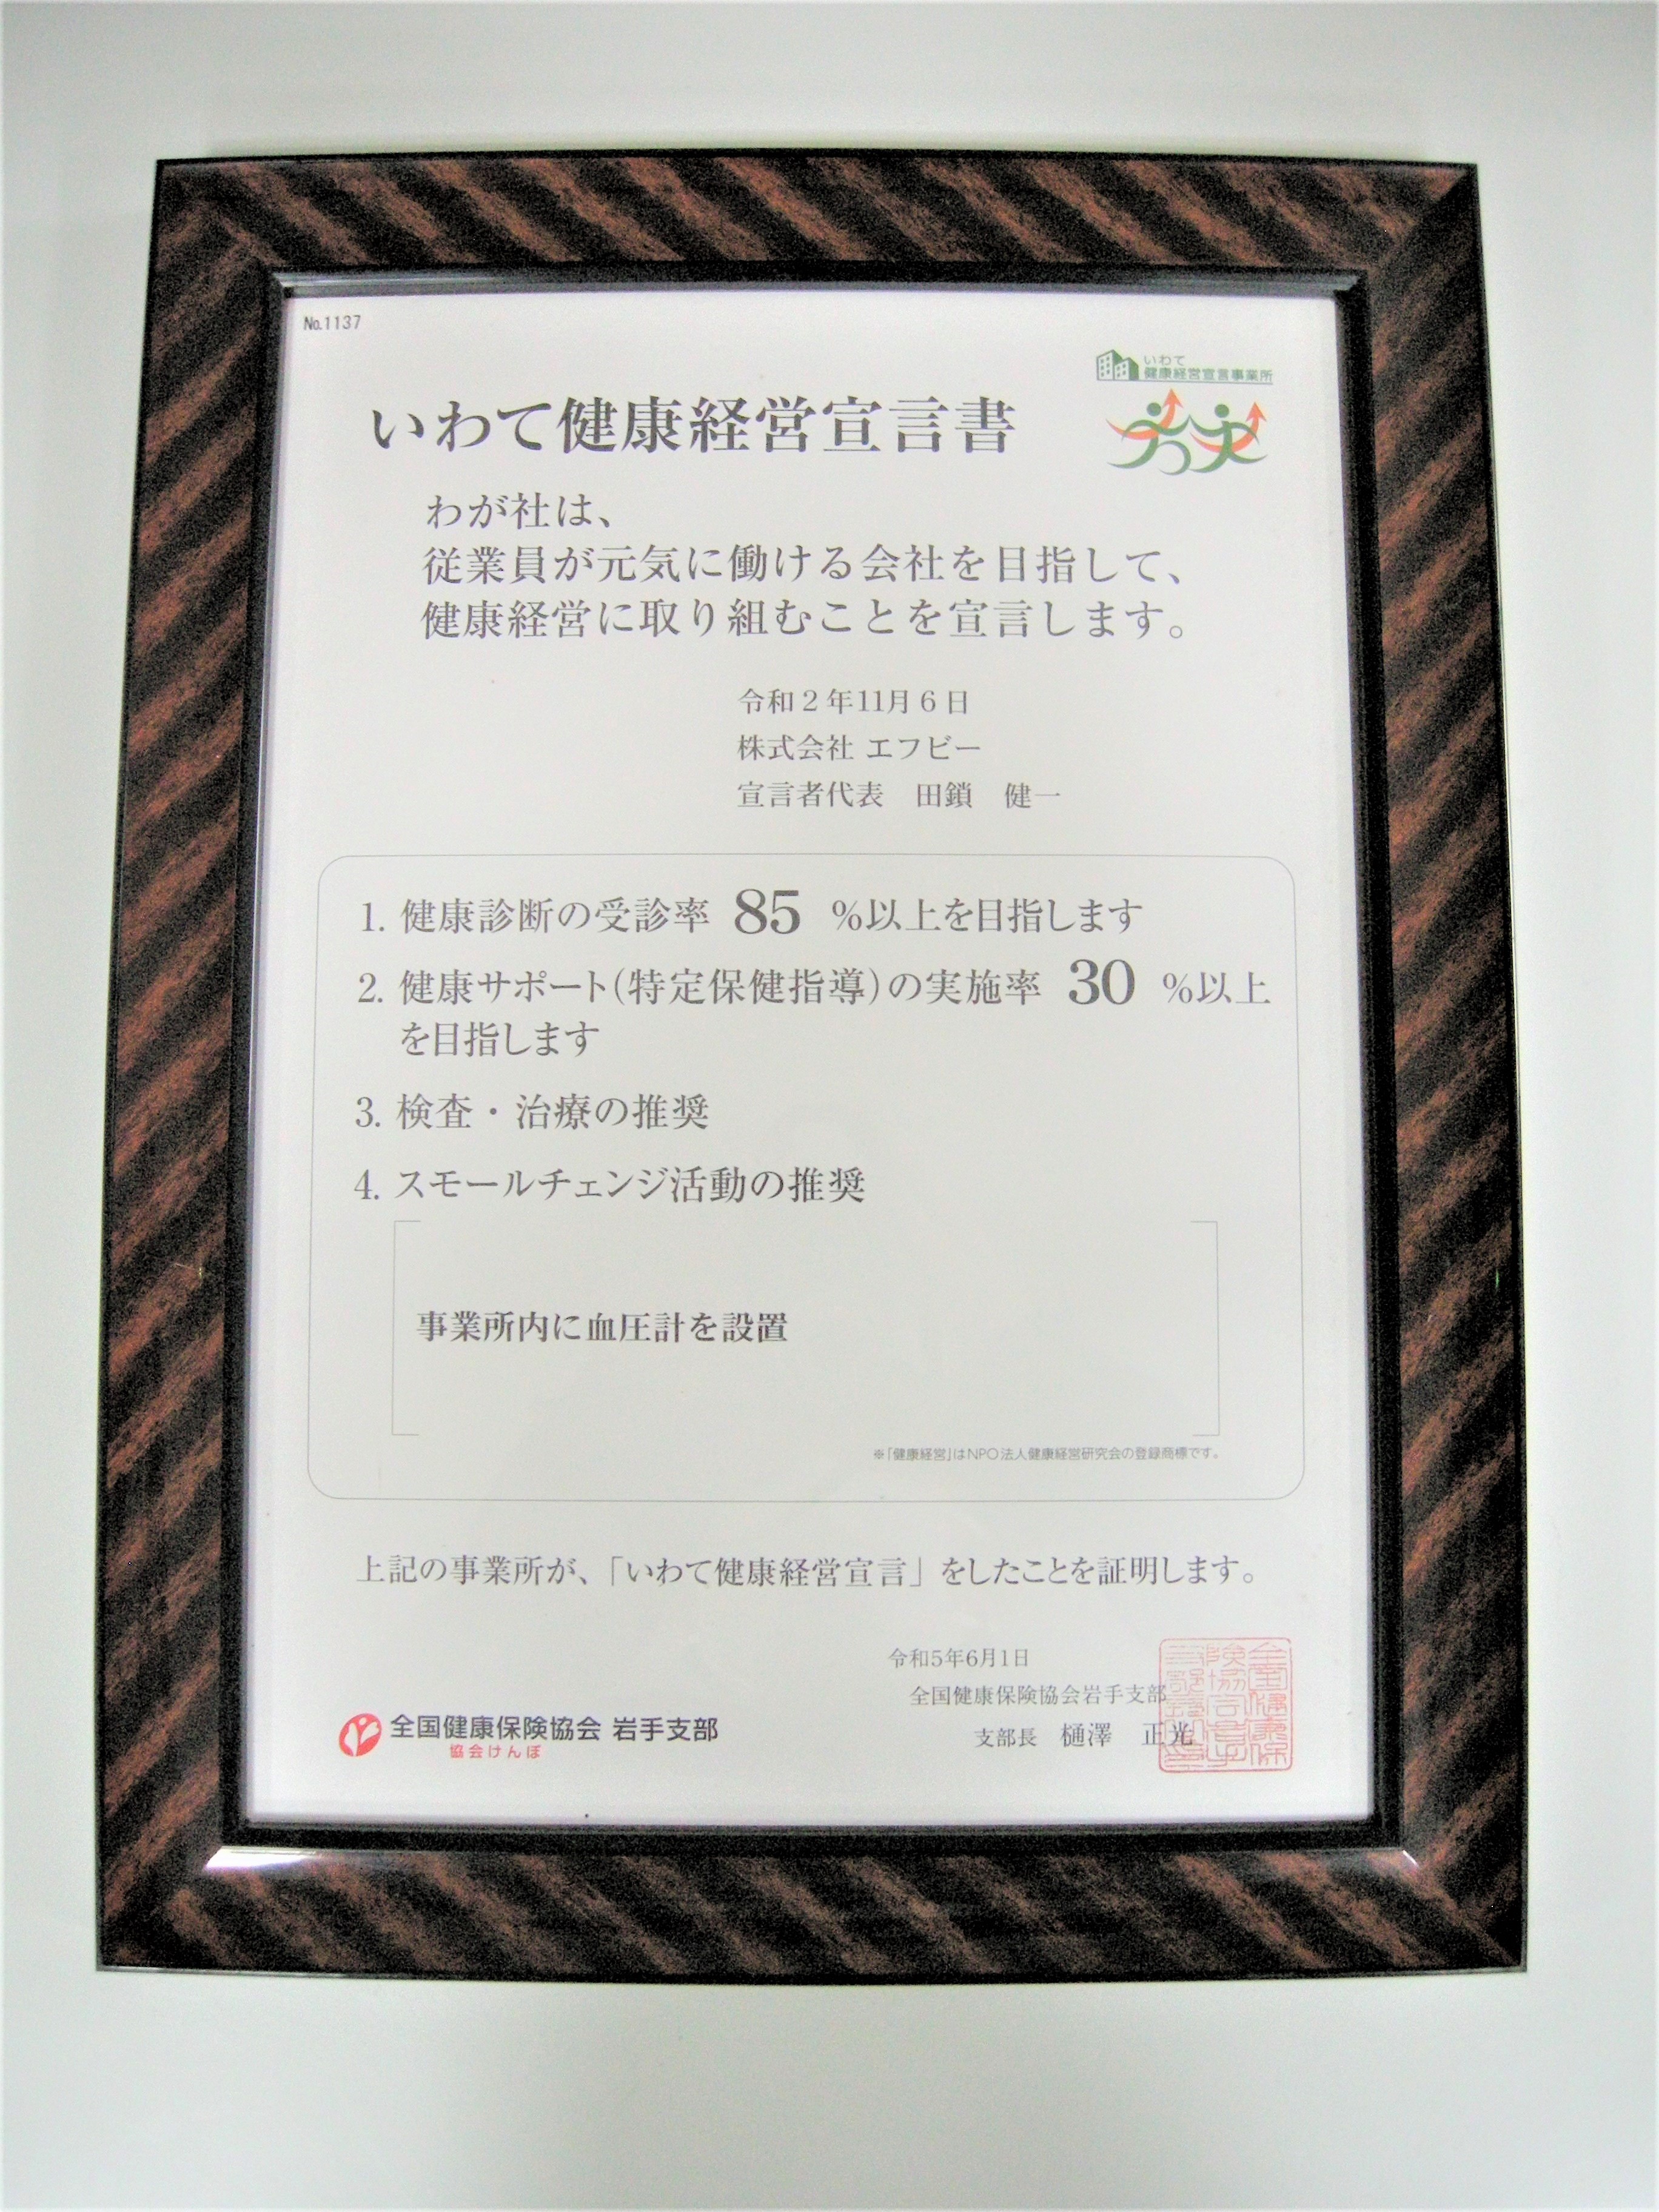 No.1137
いわて
健康経営宣言事業所
いわて健康経営宣言書
わが社は、
従業員が元気に働ける会社を目指して、
健康経営に取り組むことを宣言します。
令和2年11月6日
株式会社 エフビー
宣言者代表 田鎖 健一
1. 健康診断の受診率 85 %以上を目指します
2. 健康サポート(特定保健指導)の実施率 30 %以上
を目指します
3. 検査・治療の推奨
4. スモールチェンジ活動の推奨
事業所内に血圧計を設置
※「健康経営」はNPO法人健康経営研究会の登録商標です。
上記の事業所が、「いわて健康経営宣言」をしたことを証明します。
令和5年6月1日
全国健康保険協会岩手支部
支部長 樋澤 正光
全国健康保険協会 岩手支部
協会けんぽ